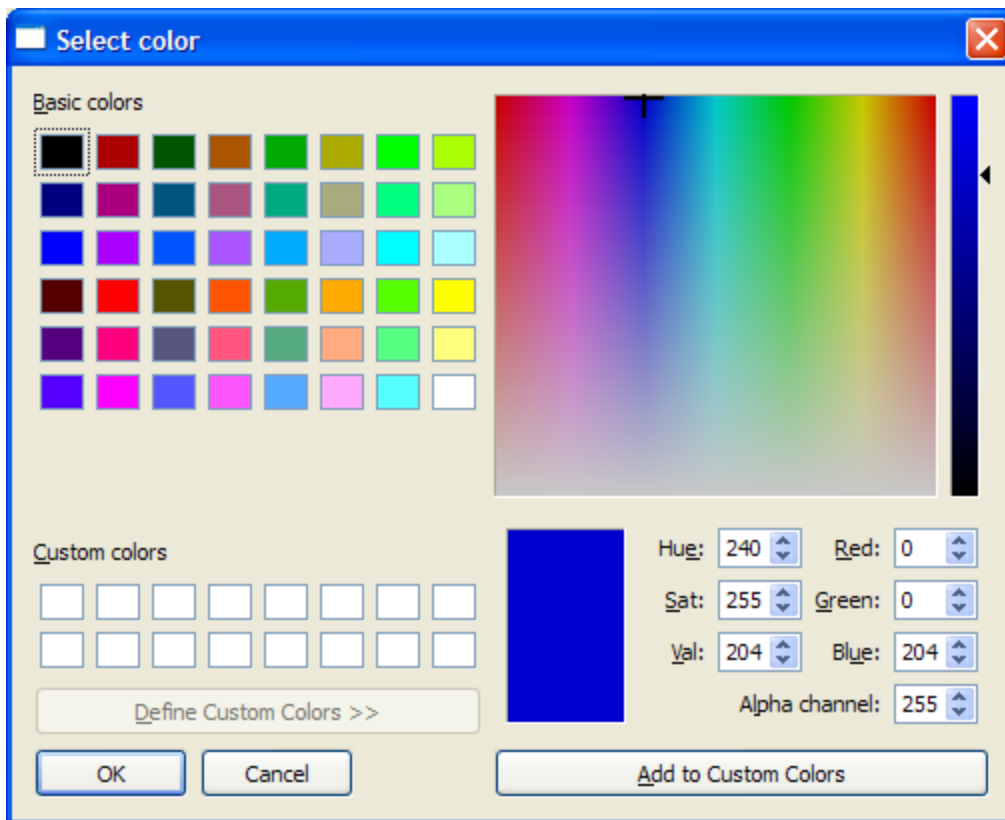 Select color
Basic colors
Custom colors
Hue: 240 Red: 0
Sat: 255 Green: 0
Val: 204 Blue: 204
Alpha channel: 255
Define Custom Colors >>
OK Cancel Add to Custom Colors